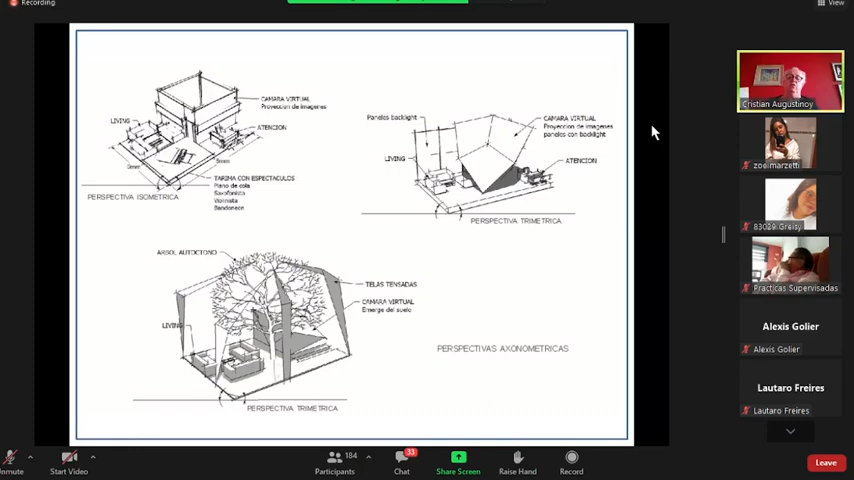 Recording
View
CAMARA VIRTUAL
Proyeccion de imagenes
LIVING
ATENCION
3mm
9mm
TARIMA CON ESPECTACULOS
Piano de cola
Saxofonista
Violinista
Bandoneon
PERSPECTIVA ISOMETRICA
Paneles backlight
CAMARA VIRTUAL
Proyeccion de imagenes
paneles con backlight
LIVING
ATENCION
PERSPECTIVA TRIMETRICA
ARBOL AUTOCTONO
TELAS TENSADAS
CAMARA VIRTUAL
Emerge del suelo
LIVING
PERSPECTIVAS AXONOMETRICAS
PERSPECTIVA TRIMETRICA
Cristian Augustinoy
zoelmarzetti
83029 Greisy
Practicas Supervisadas
Alexis Golier
Alexis Golier
Lautaro Freires
Lautaro Freires
Unmute
Start Video
184
Participants
33
Chat
Share Screen
Raise Hand
Record
Leave